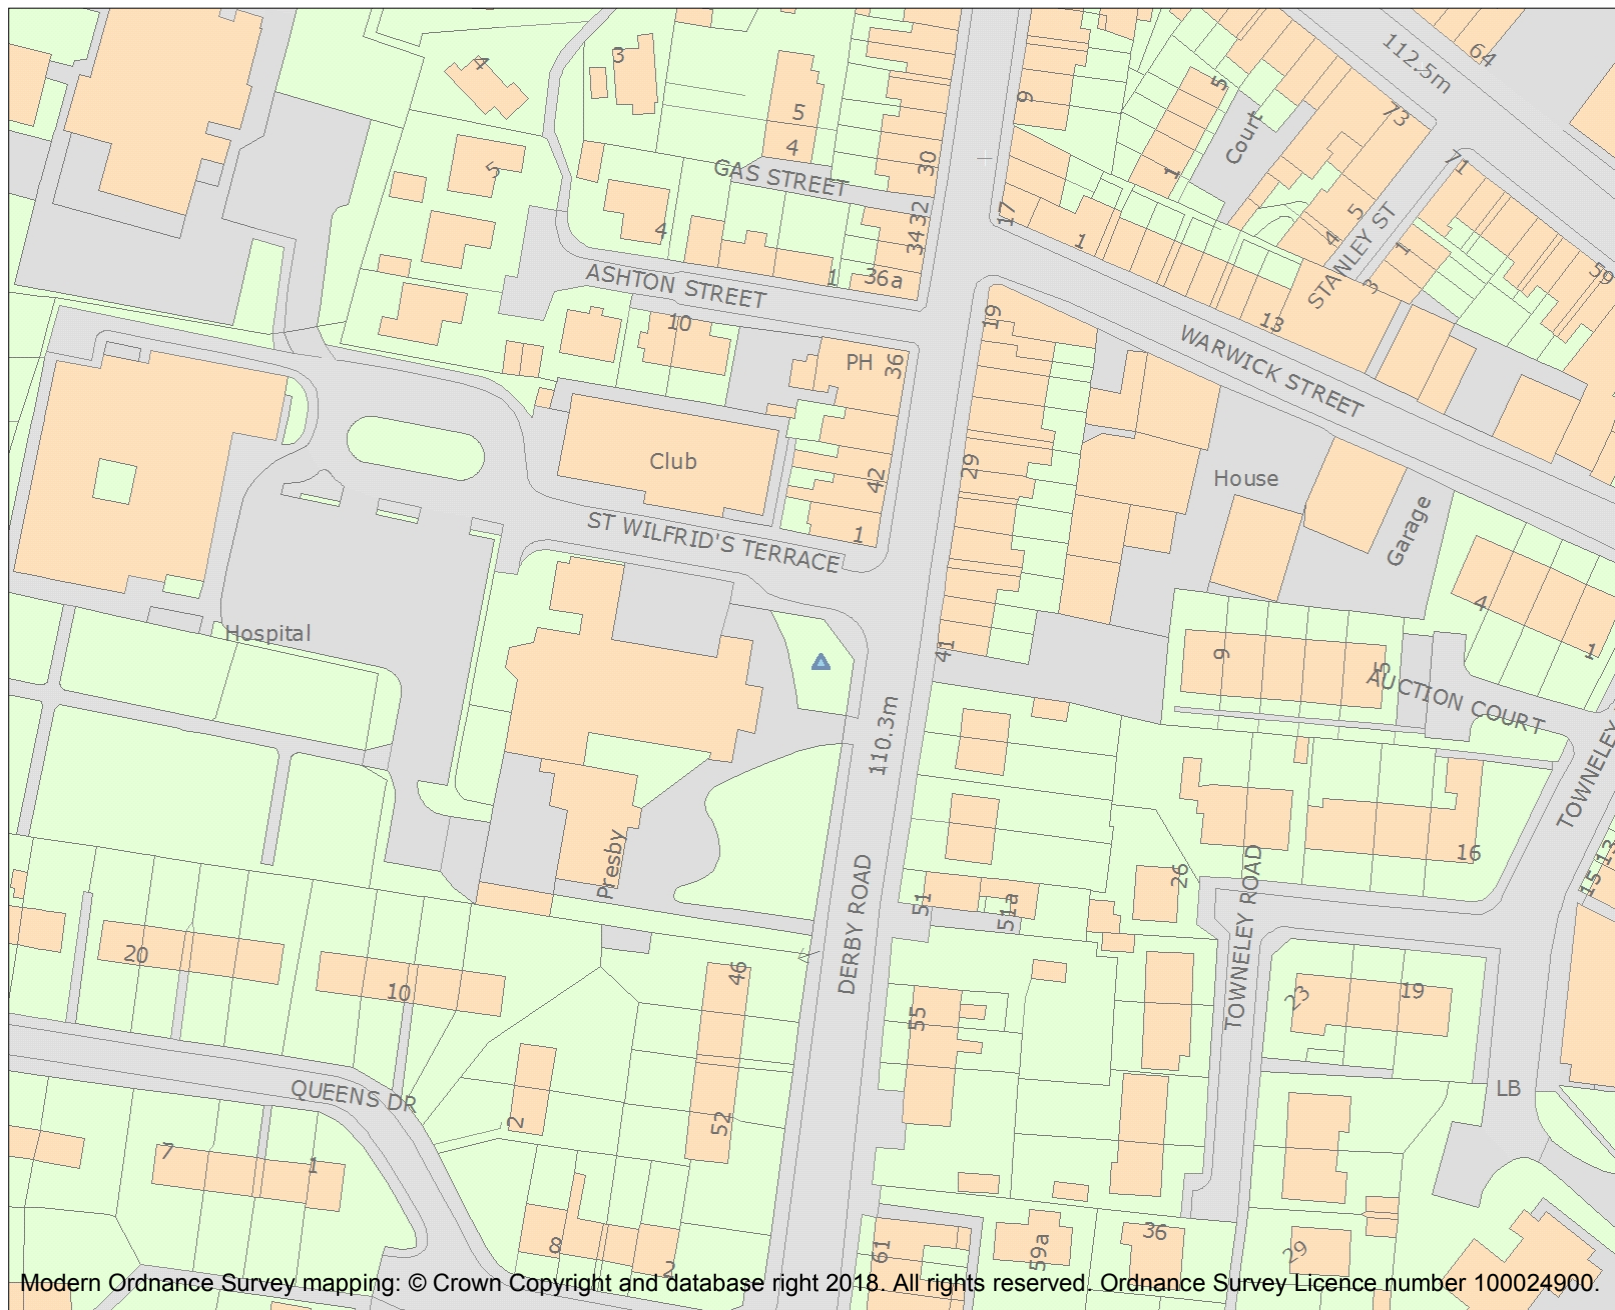 112.5m
64
4
3
5
9
5
Court
73
4
30
71
GAS STREET
5
1
32
17
5
STANLEY ST
4
34
1
4
1
ASHTON STREET
1
36a
3
59
10
19
13
PH
36
WARWICK STREET
Club
42
29
House
ST WILFRID'S TERRACE
1
Garage
4
Hospital
41
9
5
1
AUCTION COURT
110.3m
TOWNELEY
Presby
DERBY ROAD
16
13
15
26
TOWNELEY ROAD
51
51a
20
10
46
55
23
19
QUEENS DR
2
52
LB
7
1
8
2
61
59a
36
29
Modern Ordnance Survey mapping: © Crown Copyright and database right 2018. All rights reserved. Ordnance Survey Licence number 100024900.